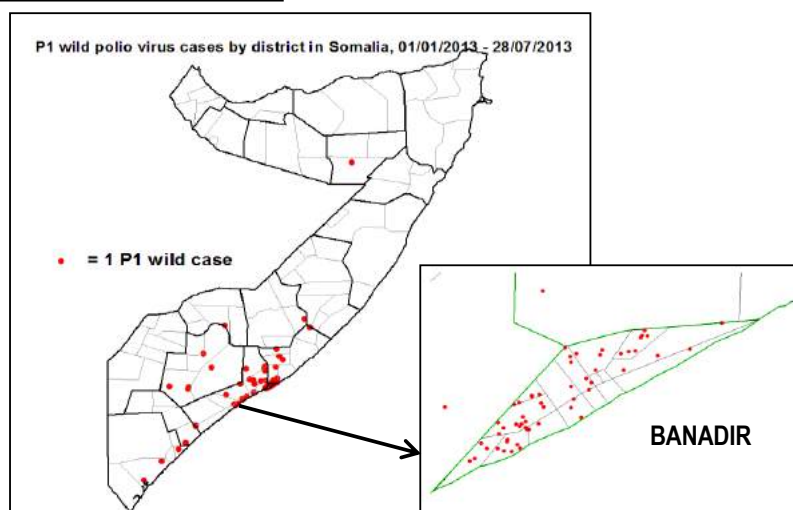 P1 wild polio virus cases by district in Somalia, 01/01/2013 - 28/07/2013
= 1 P1 wild case
BANADIR